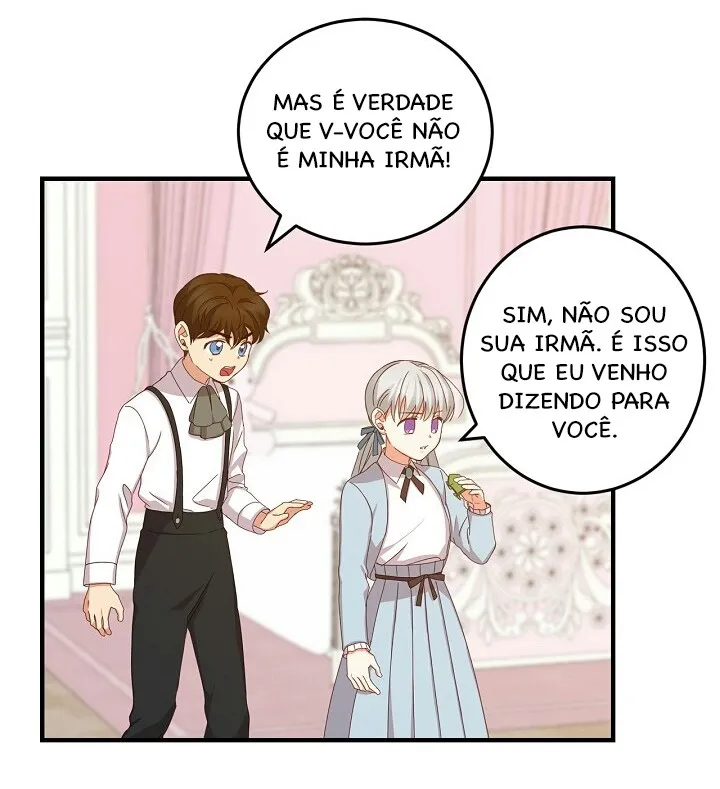 MAS É VERDADE
QUE V-VOCÊ NÃO
É MINHA IRMÃ!
SIM, NÃO SOU
SUA IRMÃ. É ISSO
QUE EU VENHO
DIZENDO PARA
VOCÊ.